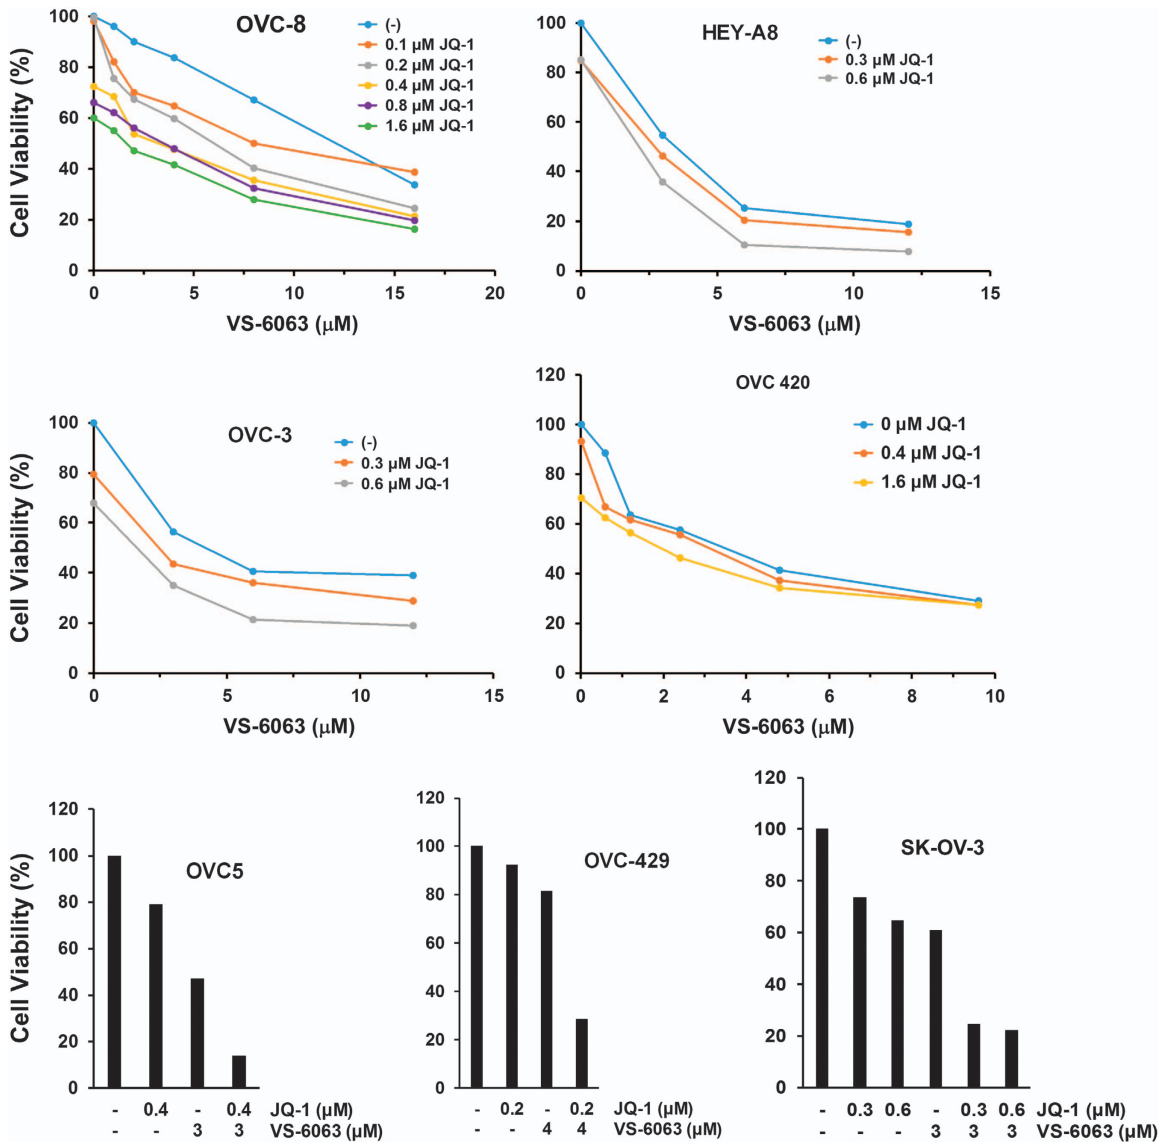 OVC-8
Cell Viability (%)
100
80
60
40
20
0
(-)
0.1 µM JQ-1
0.2 µM JQ-1
0.4 µM JQ-1
0.8 µM JQ-1
1.6 µM JQ-1
0 5 10 15 20
VS-6063 (µM)
HEY-A8
100
80
60
40
20
0
(-)
0.3 µM JQ-1
0.6 µM JQ-1
0 5 10 15
VS-6063 (µM)
OVC-3
Cell Viability (%)
100
80
60
40
20
0
(-)
0.3 µM JQ-1
0.6 µM JQ-1
0 5 10 15
VS-6063 (µM)
OVC 420
120
100
80
60
40
20
0
0 µM JQ-1
0.4 µM JQ-1
1.6 µM JQ-1
0 2 4 6 8 10
VS-6063 (µM)
OVC5
Cell Viability (%)
120
100
80
60
40
20
0
- 0.4 - 0.4 JQ-1 (µM)
- - 3 3 VS-6063 (µM)
OVC-429
120
100
80
60
40
20
0
- 0.2 - 0.2 JQ-1 (µM)
- - 4 4 VS-6063 (µM)
SK-OV-3
120
100
80
60
40
20
0
- 0.3 0.6 - 0.3 0.6 JQ-1 (µM)
- - - 3 3 3 VS-6063 (µM)